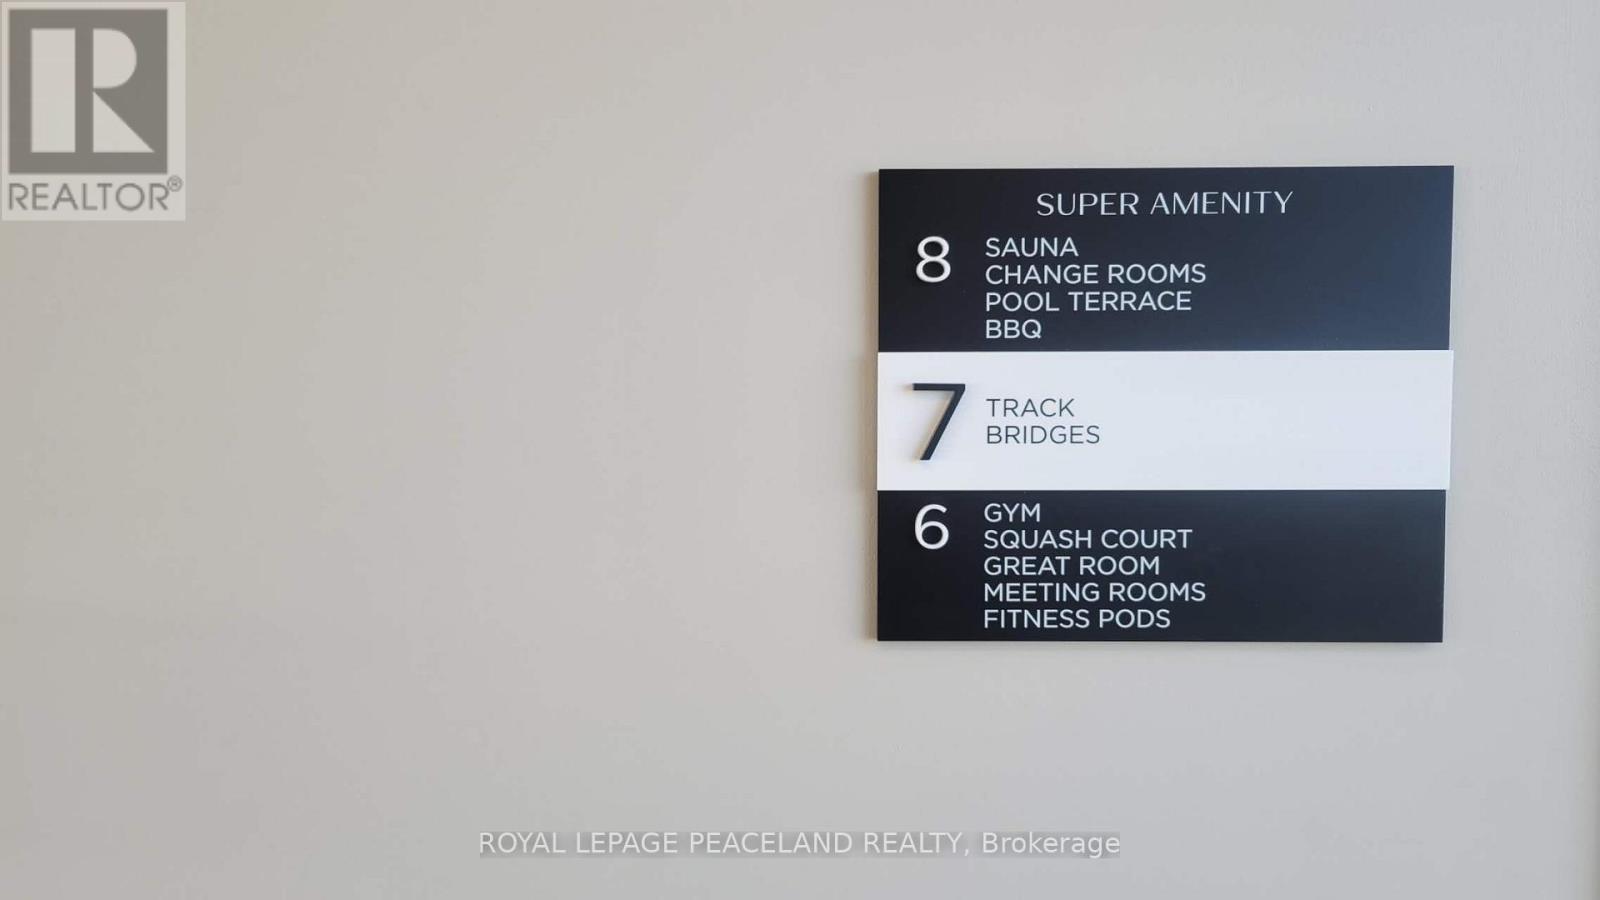 REALTOR®
SUPER AMENITY
8
SAUNA
CHANGE ROOMS
POOL TERRACE
BBQ
7
TRACK
BRIDGES
6
GYM
SQUASH COURT
GREAT ROOM
MEETING ROOMS
FITNESS PODS
ROYAL LEPAGE PEACELAND REALTY, Brokerage